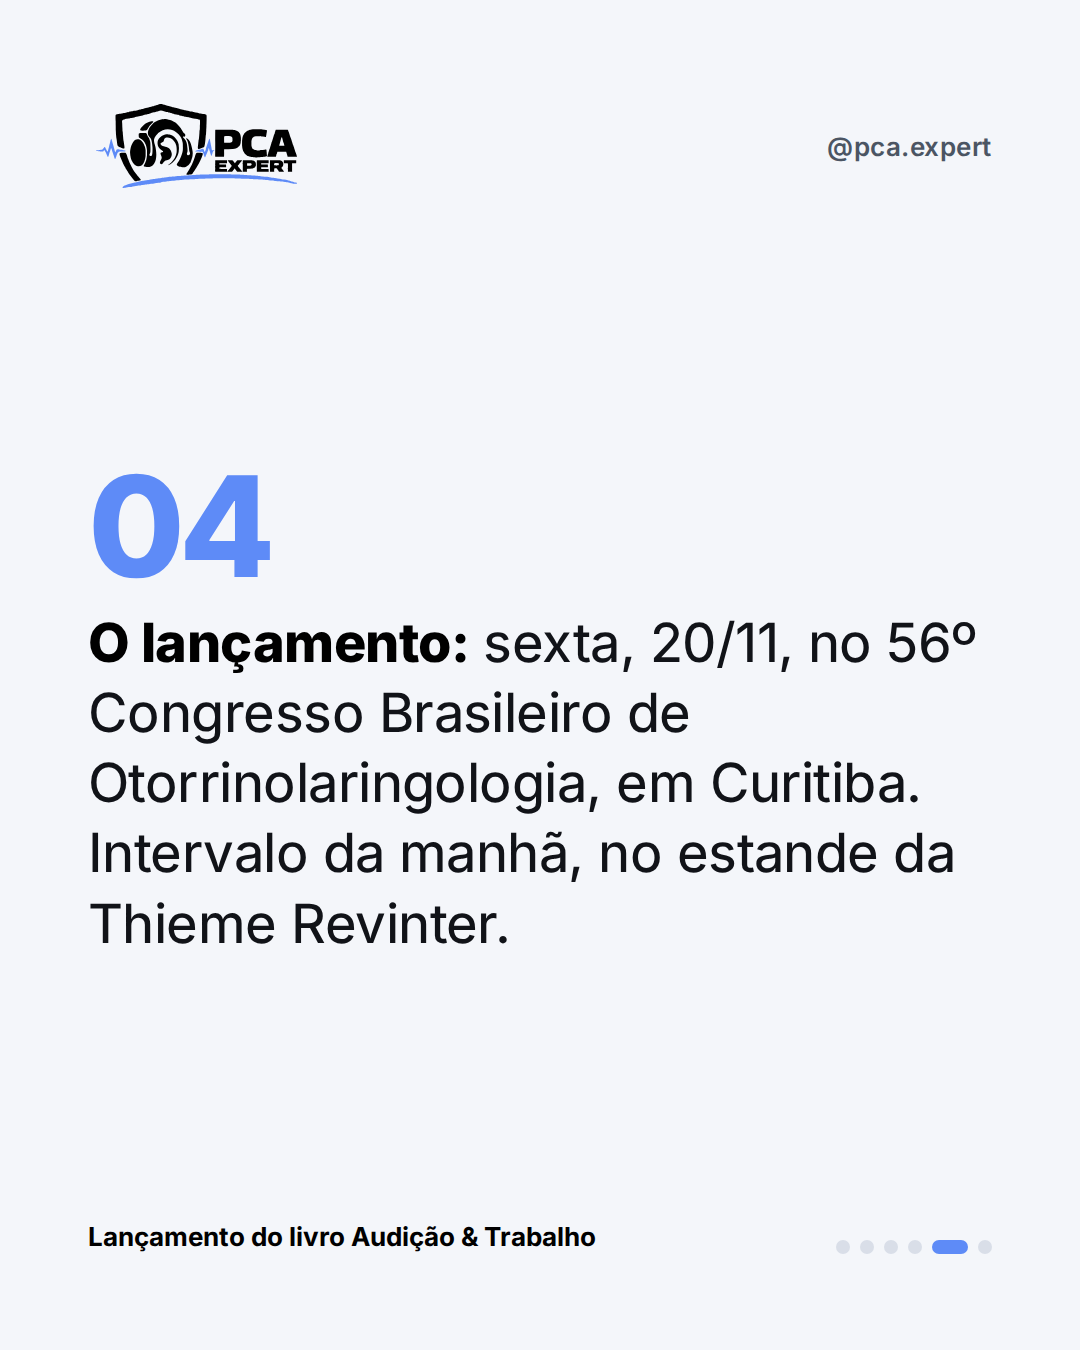 PCA
EXPERT
@pca.expert
04
O lançamento: sexta, 20/11, no 56º
Congresso Brasileiro de
Otorrinolaringologia, em Curitiba.
Intervalo da manhã, no estande da
Thieme Revinter.
Lançamento do livro Audição & Trabalho